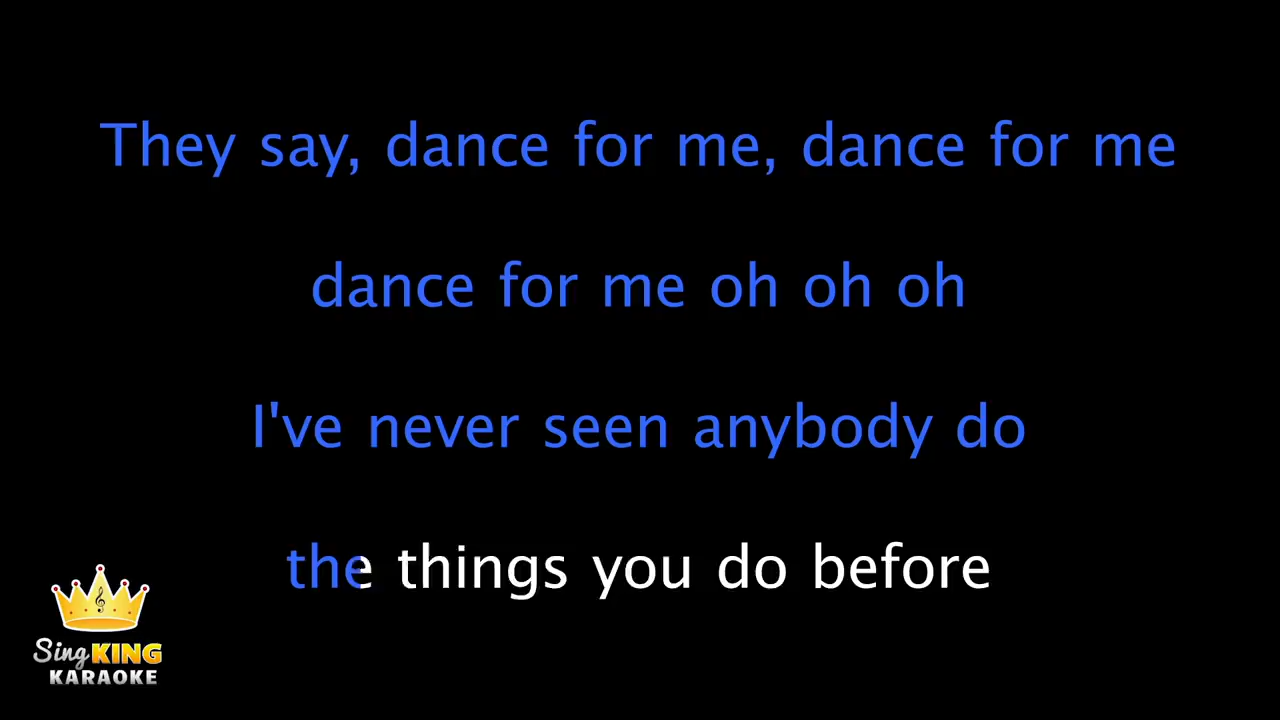 They say, dance for me, dance for me
dance for me oh oh oh
I've never seen anybody do
the things you do before
Sing KING
KARAOKE